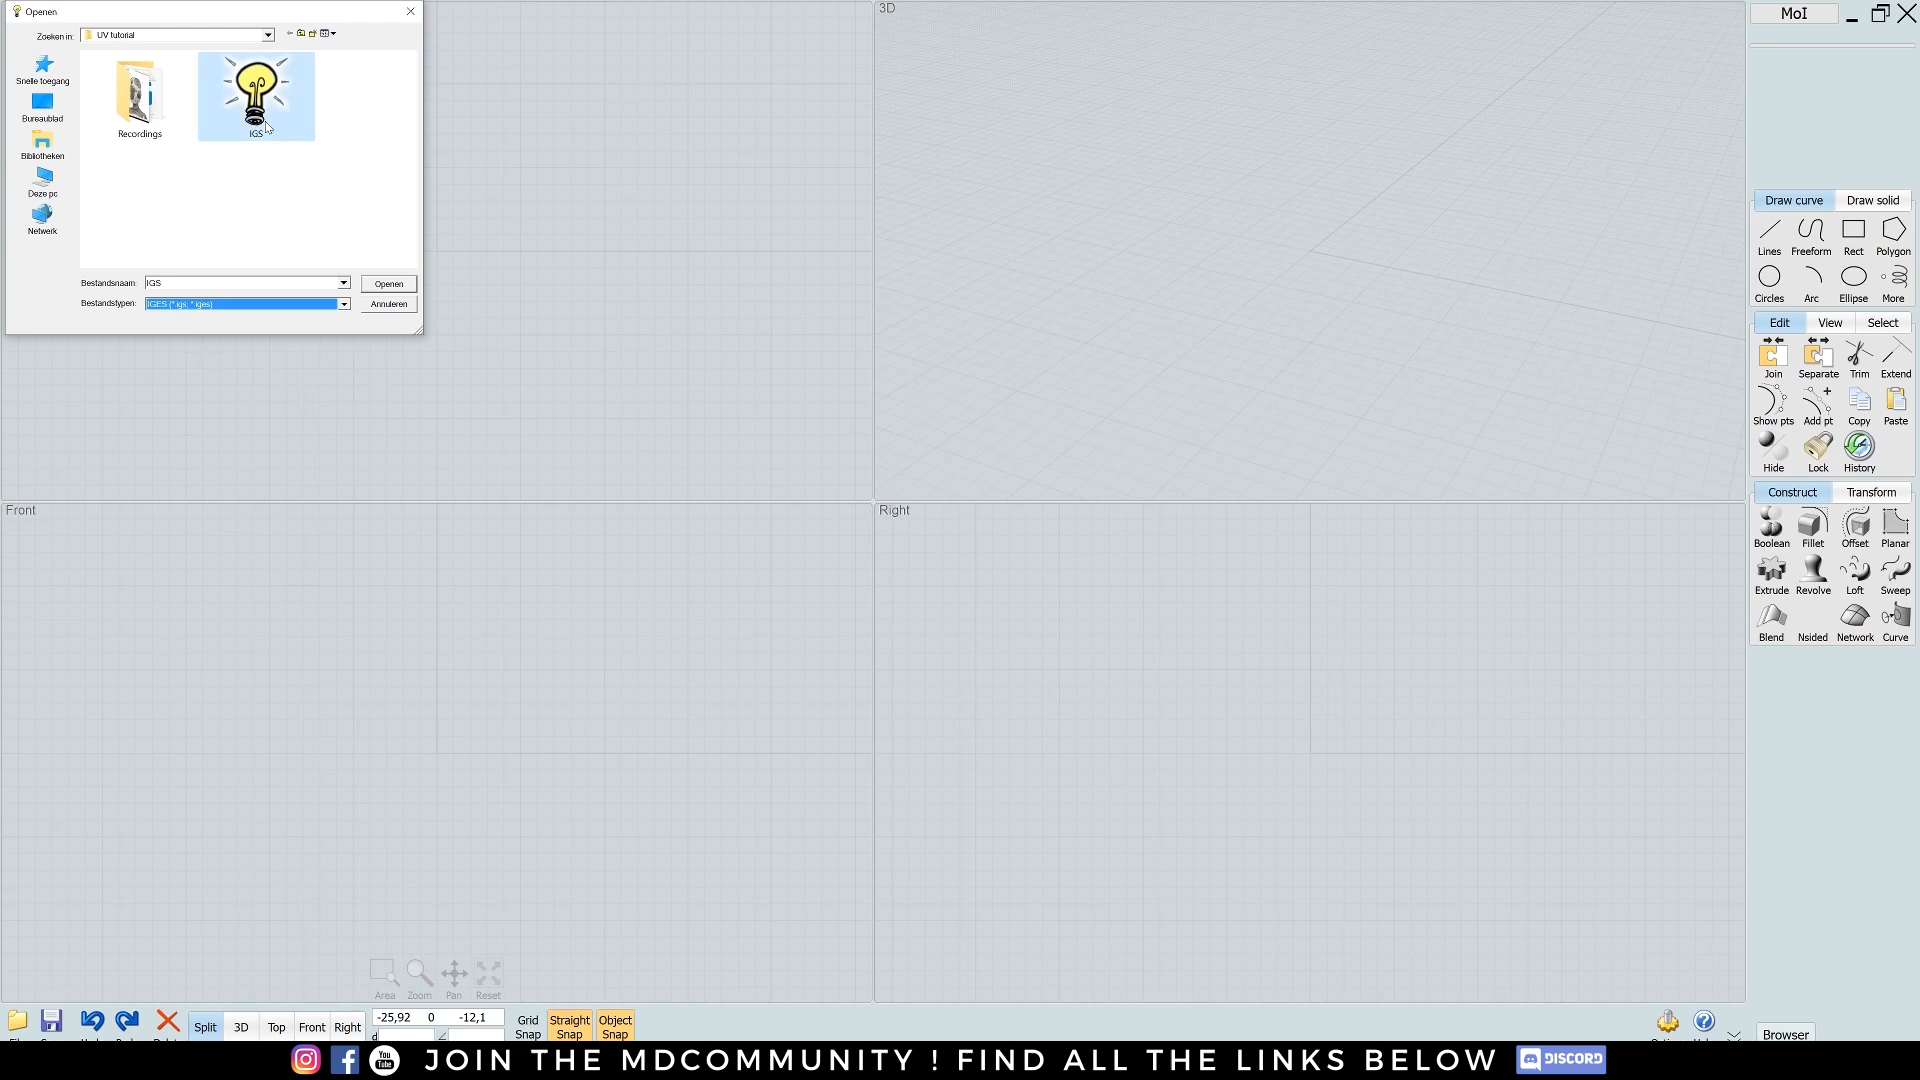 Openen
Zoeken in:
UV tutorial
Snelle toegang
Bureaublad
Bibliotheken
Deze pc
Netwerk
Recordings
IGS
Bestandsnaam:
IGS
Openen
Bestandstypen:
IGES (*.igs; *.iges)
Annuleren
3D
Front
Right
MoI
Draw curve
Draw solid
Lines
Freeform
Rect
Polygon
Circles
Arc
Ellipse
More
Edit
View
Select
Join
Separate
Trim
Extend
Show pts
Add pt
Copy
Paste
Hide
Lock
History
Construct
Transform
Boolean
Fillet
Offset
Planar
Extrude
Revolve
Loft
Sweep
Blend
Nsided
Network
Curve
Area
Zoom
Pan
Reset
Split
3D
Top
Front
Right
-25,92 0 -12,1
d
Grid
Snap
Straight
Snap
Object
Snap
Browser
You
Tube
JOIN THE MDCOMMUNITY ! FIND ALL THE LINKS BELOW
DISCORD